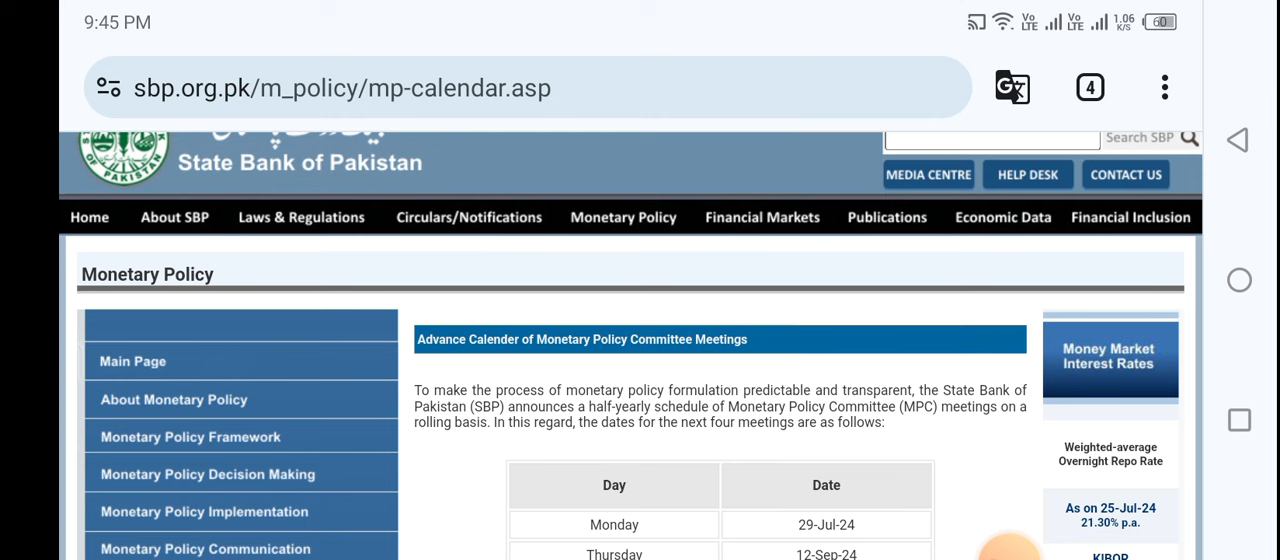 9:45 PM
Vo LTE Vo LTE 1.06 K/S 60
sbp.org.pk/m_policy/mp-calendar.asp
4
State Bank of Pakistan
Search SBP
MEDIA CENTRE HELP DESK CONTACT US
Home About SBP Laws & Regulations Circulars/Notifications Monetary Policy Financial Markets Publications Economic Data Financial Inclusion
Monetary Policy
Main Page
About Monetary Policy
Monetary Policy Framework
Monetary Policy Decision Making
Monetary Policy Implementation
Monetary Policy Communication
Advance Calender of Monetary Policy Committee Meetings
To make the process of monetary policy formulation predictable and transparent, the State Bank of
Pakistan (SBP) announces a half-yearly schedule of Monetary Policy Committee (MPC) meetings on a
rolling basis. In this regard, the dates for the next four meetings are as follows:
Day Date
Monday 29-Jul-24
Thursday 12-Sep-24
Money Market
Interest Rates
Weighted-average
Overnight Repo Rate
As on 25-Jul-24
21.30% p.a.
KIBOR